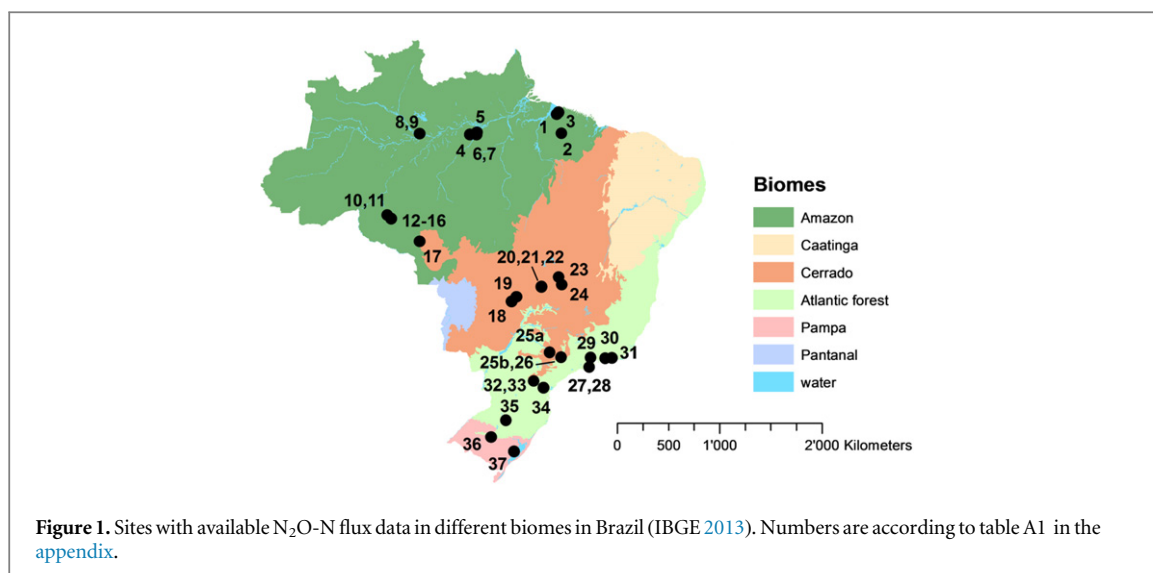 5
8,9
1
3
4
6,7
2
10,11
12-16
17
20,21,22
23
19
24
18
25a
29
30
31
25b,26
27,28
32,33
34
35
36
37
Biomes
Amazon
Caatinga
Cerrado
Atlantic forest
Pampa
Pantanal
water
0 500 1'000 2'000 Kilometers
Figure 1. Sites with available N₂O-N flux data in different biomes in Brazil (IBGE 2013). Numbers are according to table A1 in the
appendix.